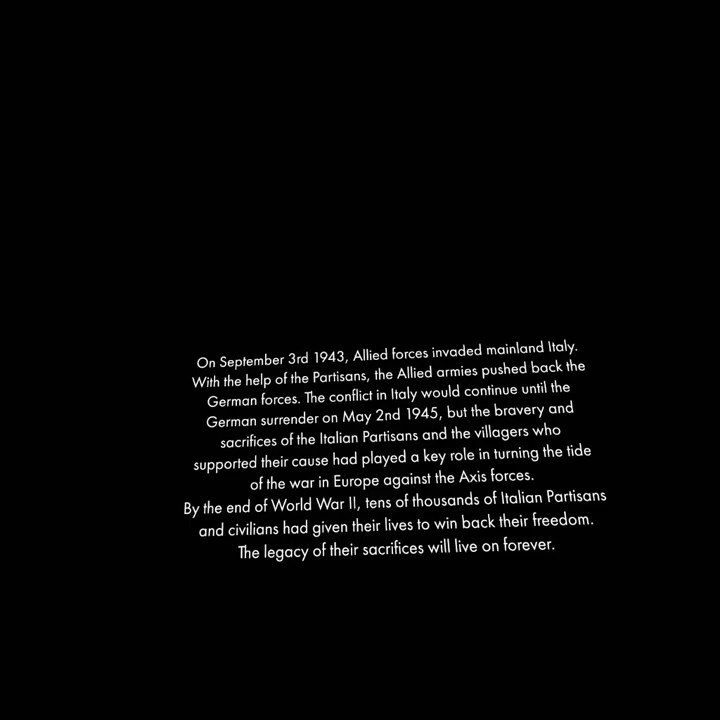 On September 3rd 1943, Allied forces invaded mainland Italy.
With the help of the Partisans, the Allied armies pushed back the
German forces. The conflict in Italy would continue until the
German surrender on May 2nd 1945, but the bravery and
sacrifices of the Italian Partisans and the villagers who
supported their cause had played a key role in turning the tide
of the war in Europe against the Axis forces.
By the end of World War II, tens of thousands of Italian Partisans
and civilians had given their lives to win back their freedom.
The legacy of their sacrifices will live on forever.